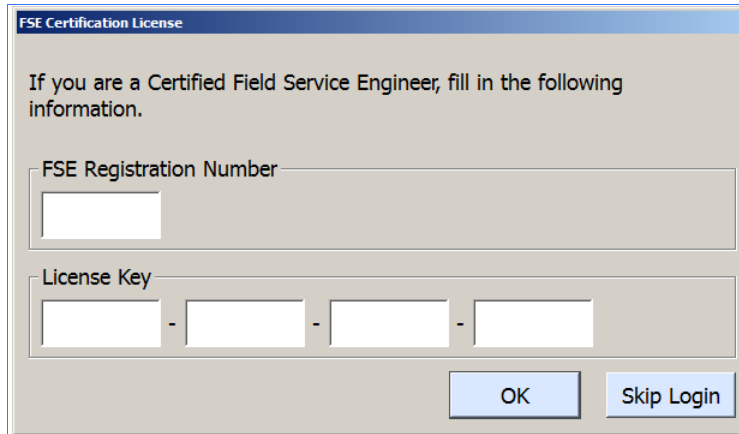 FSE Certification License
If you are a Certified Field Service Engineer, fill in the following
information.
FSE Registration Number
License Key
- - -
OK Skip Login